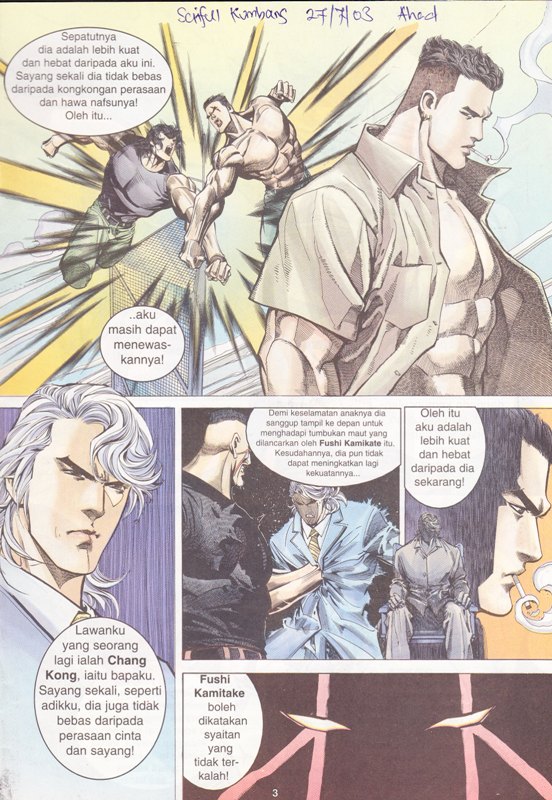 Saiful Kumbang 27/7/03 Ahad
Sepatutnya
dia adalah lebih kuat
dan hebat daripada aku ini.
Sayang sekali dia tidak bebas
daripada kongkongan perasaan
dan hawa nafsunya!
Oleh itu...
..aku
masih dapat
menewas-
kannya!
Lawanku
yang seorang
lagi ialah Chang
Kong, iaitu bapaku.
Sayang sekali, seperti
adikku, dia juga tidak
bebas daripada
perasaan cinta
dan sayang!
Demi keselamatan anaknya dia
sanggup tampil ke depan untuk
menghadapi tumbukan maut yang
dilancarkan oleh Fushi Kamikate itu.
Kesudahannya, dia pun tidak
dapat meningkatkan lagi
kekuatannya...
Oleh itu
aku adalah
lebih kuat
dan hebat
daripada dia
sekarang!
Fushi
Kamitake
boleh
dikatakan
syaitan
yang
tidak ter-
kalah!
3